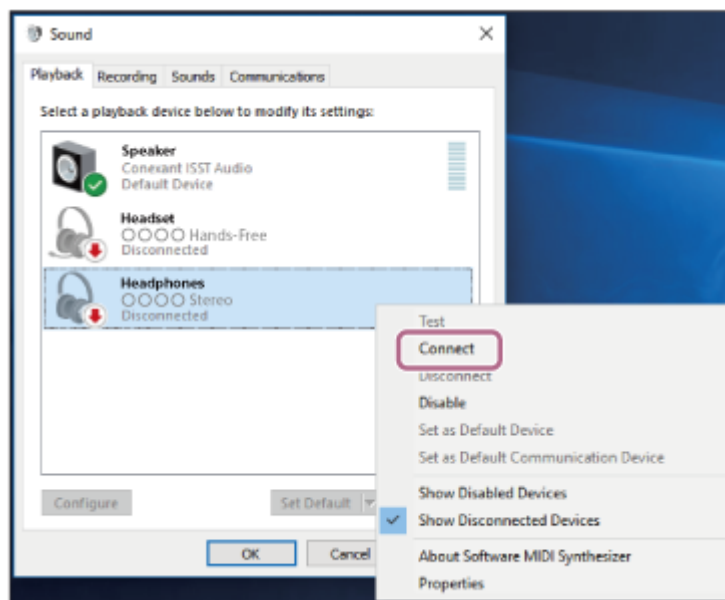 Sound
Playback Recording Sounds Communications
Select a playback device below to modify its settings:
Speaker
Conexant ISST Audio
Default Device
Headset
○○○○ Hands-Free
Disconnected
Headphones
○○○○ Stereo
Disconnected
Test
Connect
Disconnect
Disable
Set as Default Device
Set as Default Communication Device
Show Disabled Devices
Show Disconnected Devices
About Software MIDI Synthesizer
Properties
Configure Set Default
OK Cancel